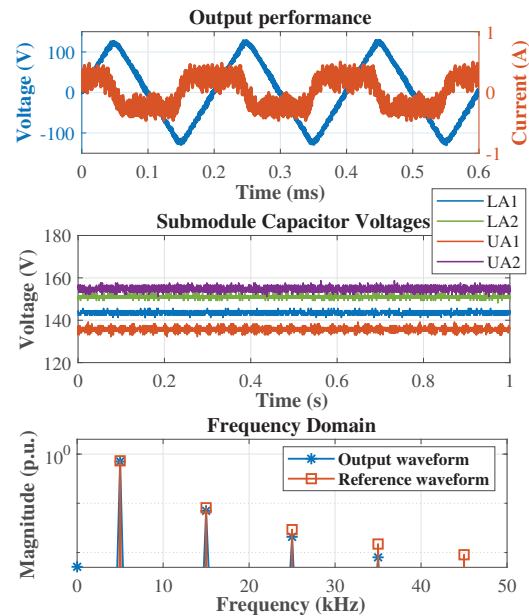 Output performance
1
0
-1
100
0
-100
Voltage (V)
Current (A)
0 0.1 0.2 0.3 0.4 0.5 0.6
Time (ms)
LA1
LA2
UA1
UA2
Submodule Capacitor Voltages
180
160
140
120
Voltage (V)
0 0.2 0.4 0.6 0.8 1
Time (s)
Frequency Domain
10^0
Magnitude (p.u.)
Output waveform
Reference waveform
0 10 20 30 40 50
Frequency (kHz)